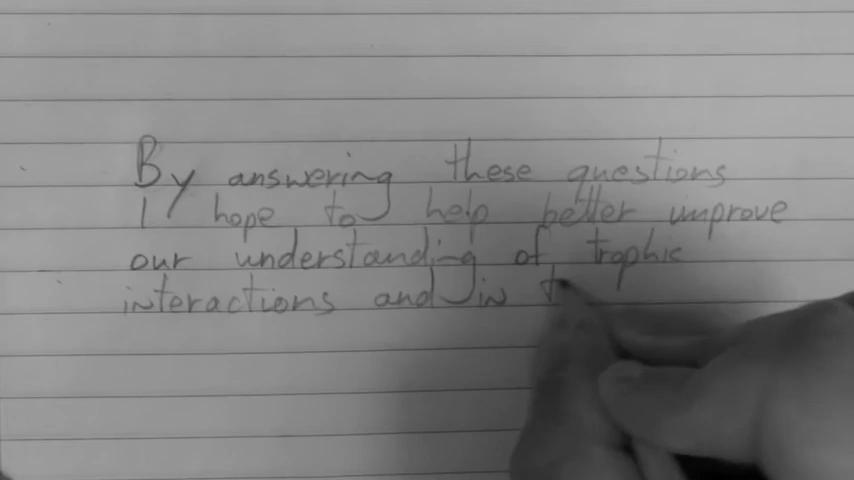 By answering these questions
I hope to help better improve
our understanding of trophic
interactions and in t